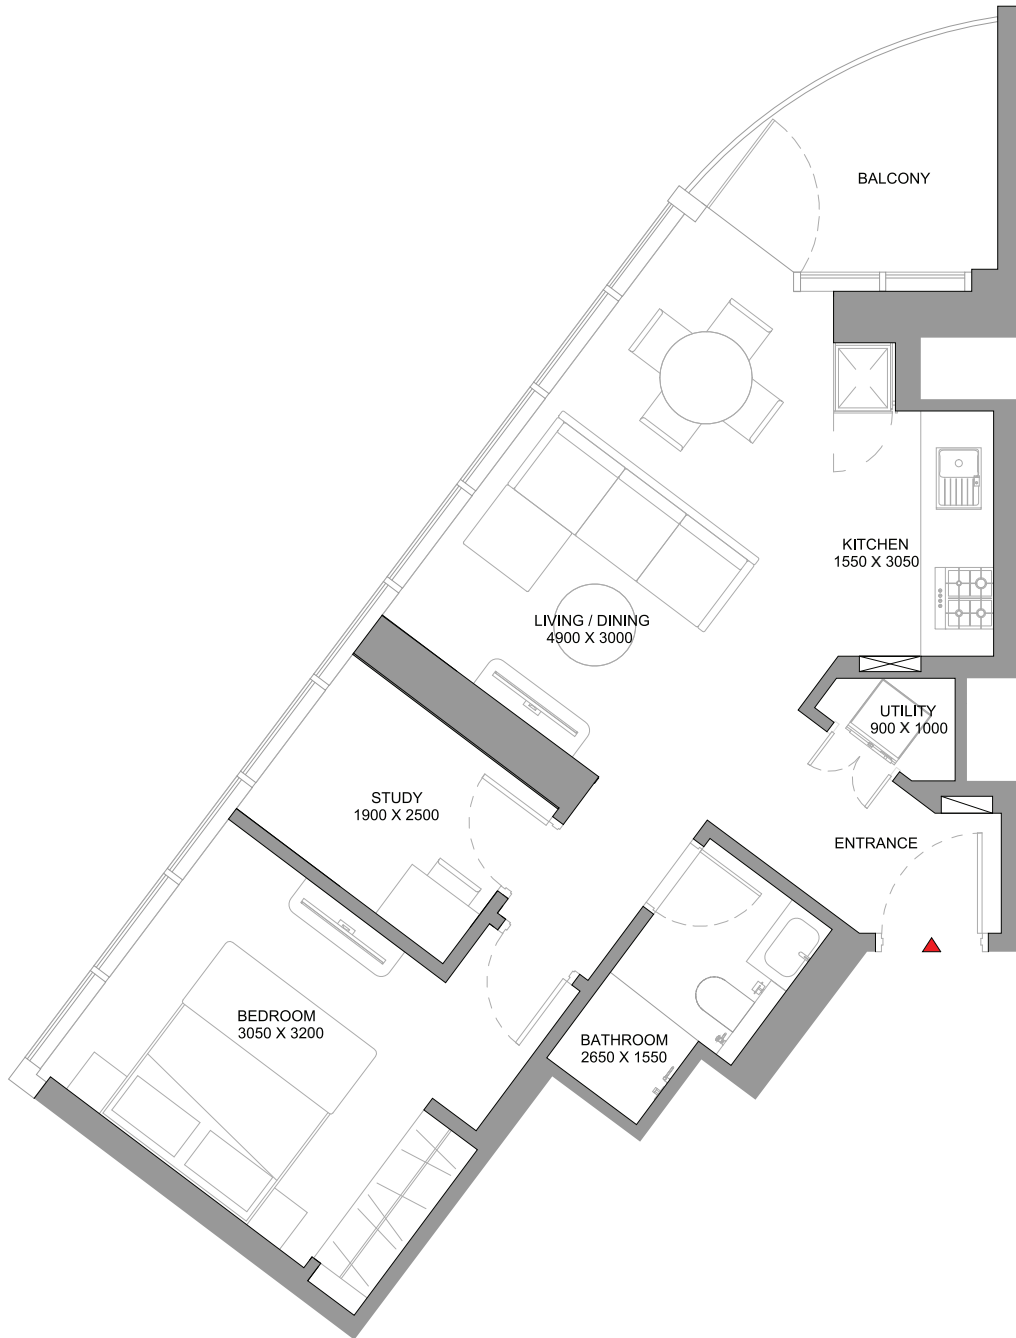 BALCONY
KITCHEN
1550 X 3050
LIVING / DINING
4900 X 3000
UTILITY
900 X 1000
STUDY
1900 X 2500
ENTRANCE
BEDROOM
3050 X 3200
BATHROOM
2650 X 1550